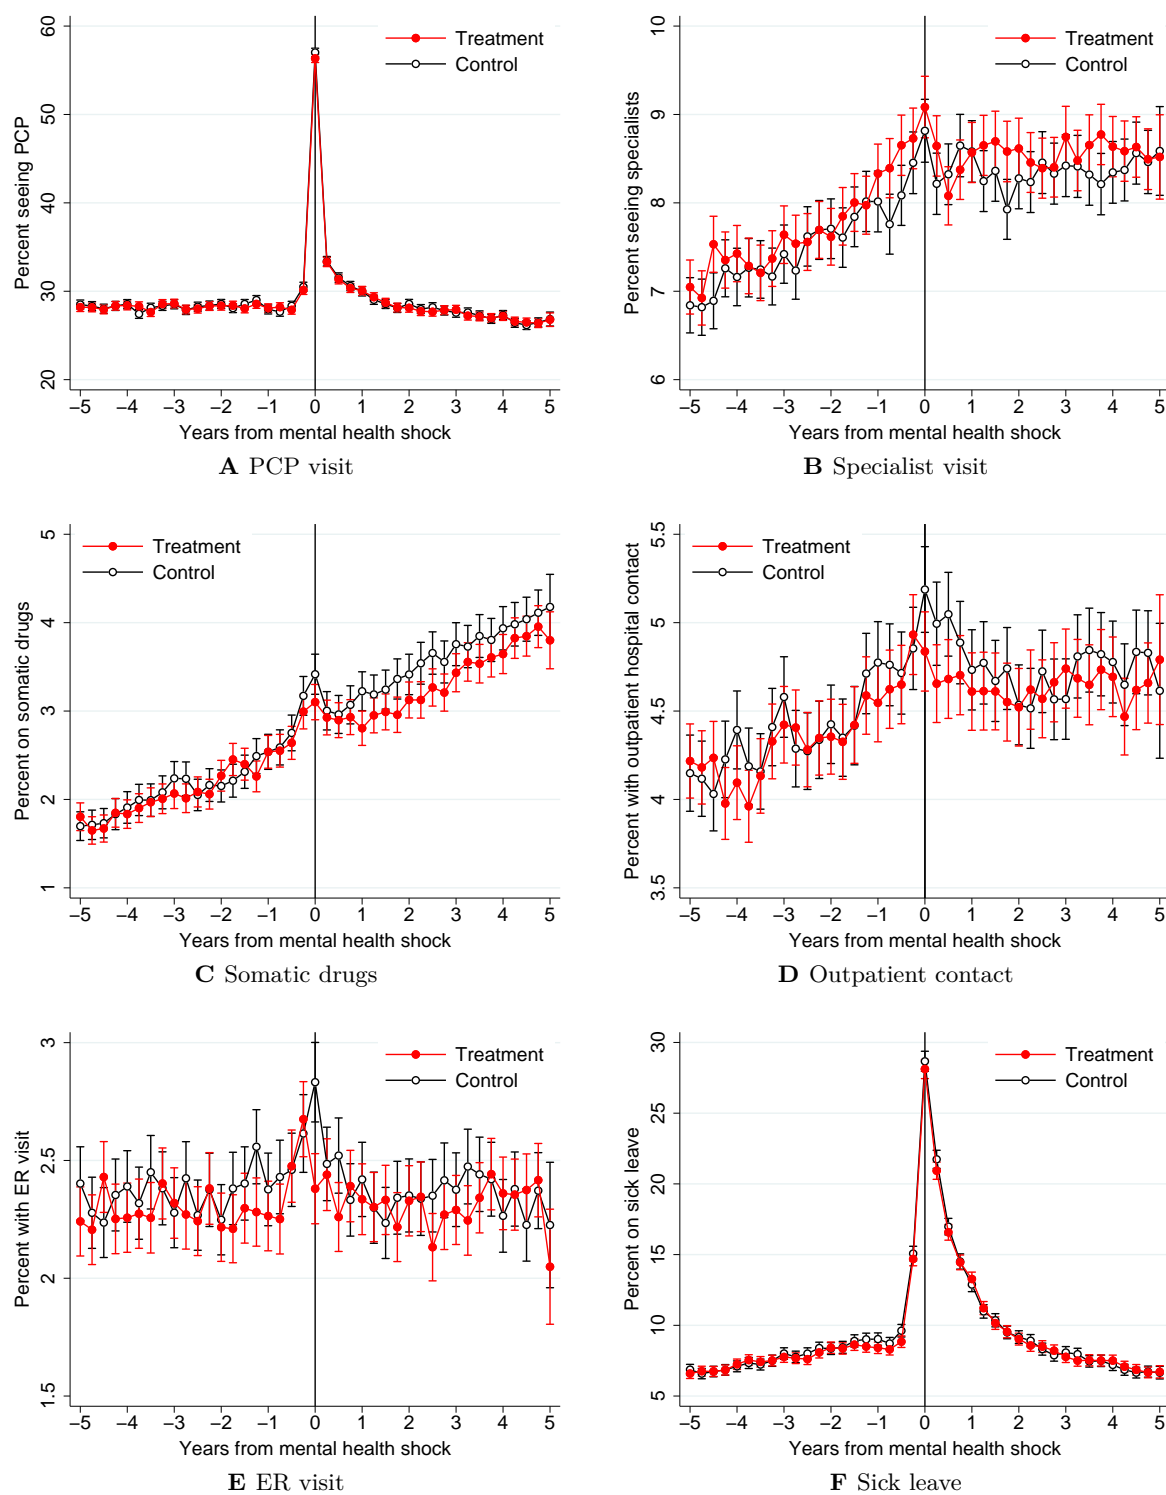 60
50
40
30
20
Percent seeing PCP
Treatment
Control
−5 −4 −3 −2 −1 0 1 2 3 4 5
Years from mental health shock
A PCP visit
10
9
8
7
6
Percent seeing specialists
Treatment
Control
−5 −4 −3 −2 −1 0 1 2 3 4 5
Years from mental health shock
B Specialist visit
5
4
3
2
1
Percent on somatic drugs
Treatment
Control
−5 −4 −3 −2 −1 0 1 2 3 4 5
Years from mental health shock
C Somatic drugs
5.5
5
4.5
4
3.5
Percent with outpatient hospital contact
Treatment
Control
−5 −4 −3 −2 −1 0 1 2 3 4 5
Years from mental health shock
D Outpatient contact
3
2.5
2
1.5
Percent with ER visit
Treatment
Control
−5 −4 −3 −2 −1 0 1 2 3 4 5
Years from mental health shock
E ER visit
30
25
20
15
10
5
Percent on sick leave
Treatment
Control
−5 −4 −3 −2 −1 0 1 2 3 4 5
Years from mental health shock
F Sick leave